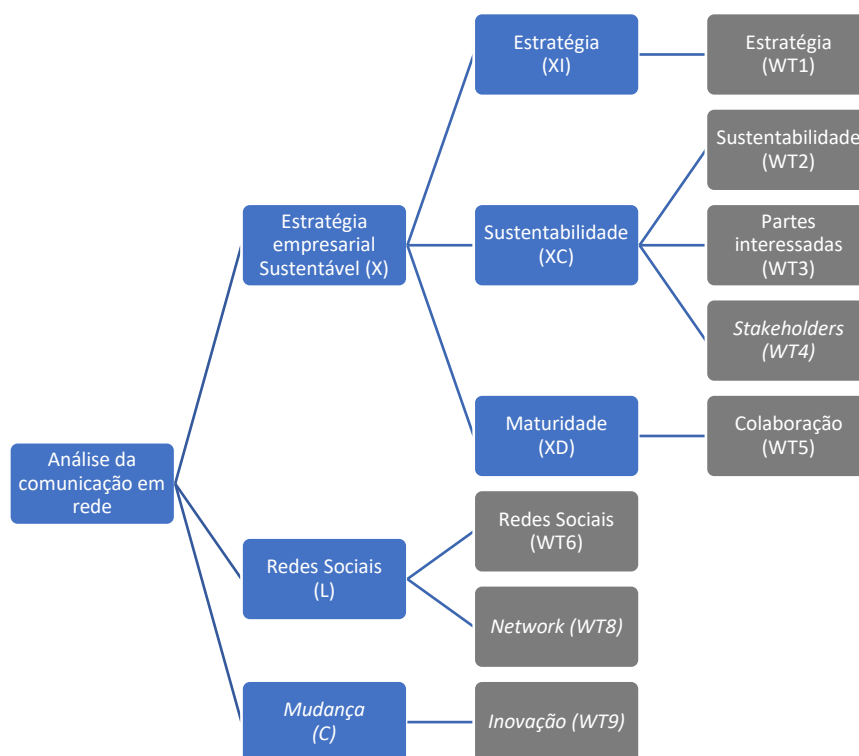 Estratégia
(XI)
Estratégia
(WT1)
Sustentabilidade
(WT2)
Estratégia
empresarial
Sustentável (X)
Sustentabilidade
(XC)
Partes
interessadas
(WT3)
Stakeholders
(WT4)
Maturidade
(XD)
Colaboração
(WT5)
Análise da
comunicação em
rede
Redes Sociais
(WT6)
Redes Sociais
(L)
Network (WT8)
Mudança
(C)
Inovação (WT9)